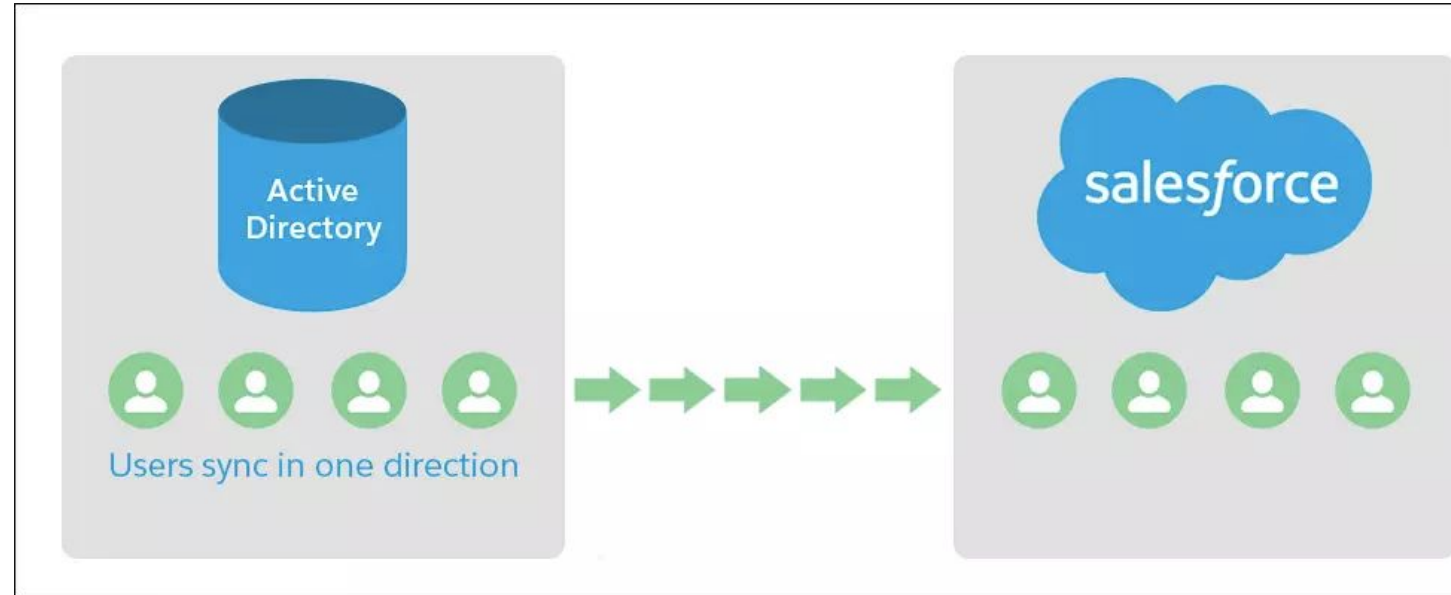 Active
Directory
salesforce
Users sync in one direction